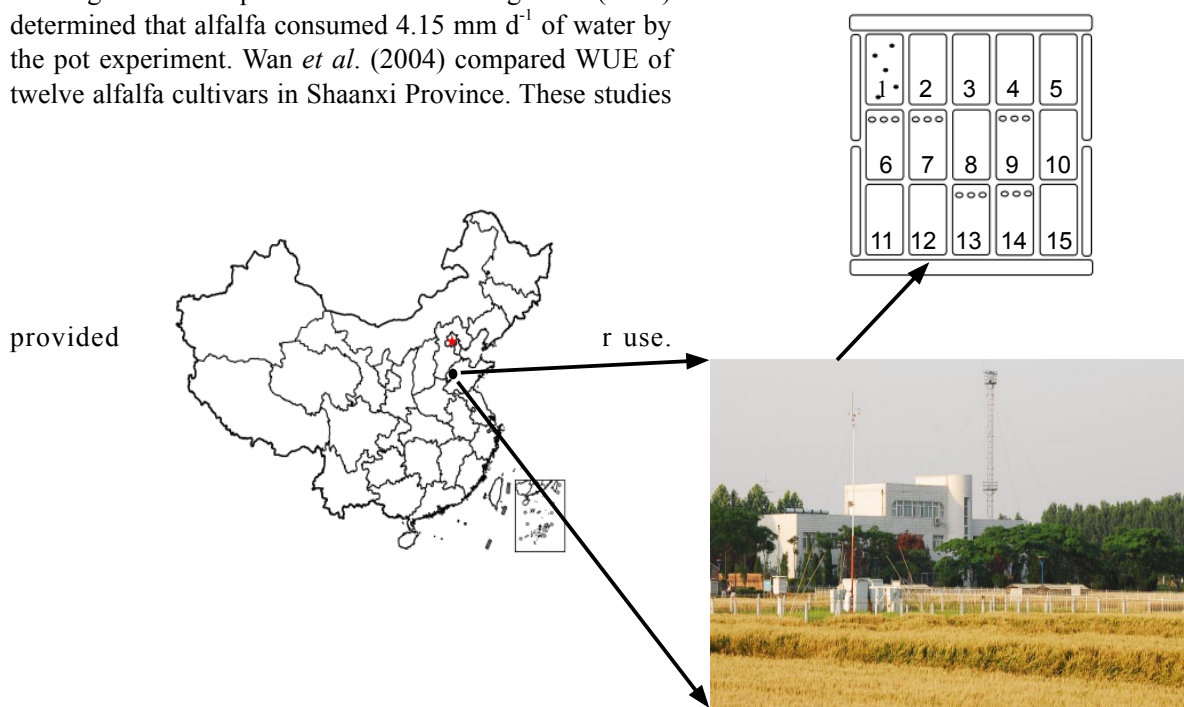 determined that alfalfa consumed 4.15 mm d-1 of water by
the pot experiment. Wan et al. (2004) compared WUE of
twelve alfalfa cultivars in Shaanxi Province. These studies
provided r use.
1 2 3 4 5
6 7 8 9 10
11 12 13 14 15